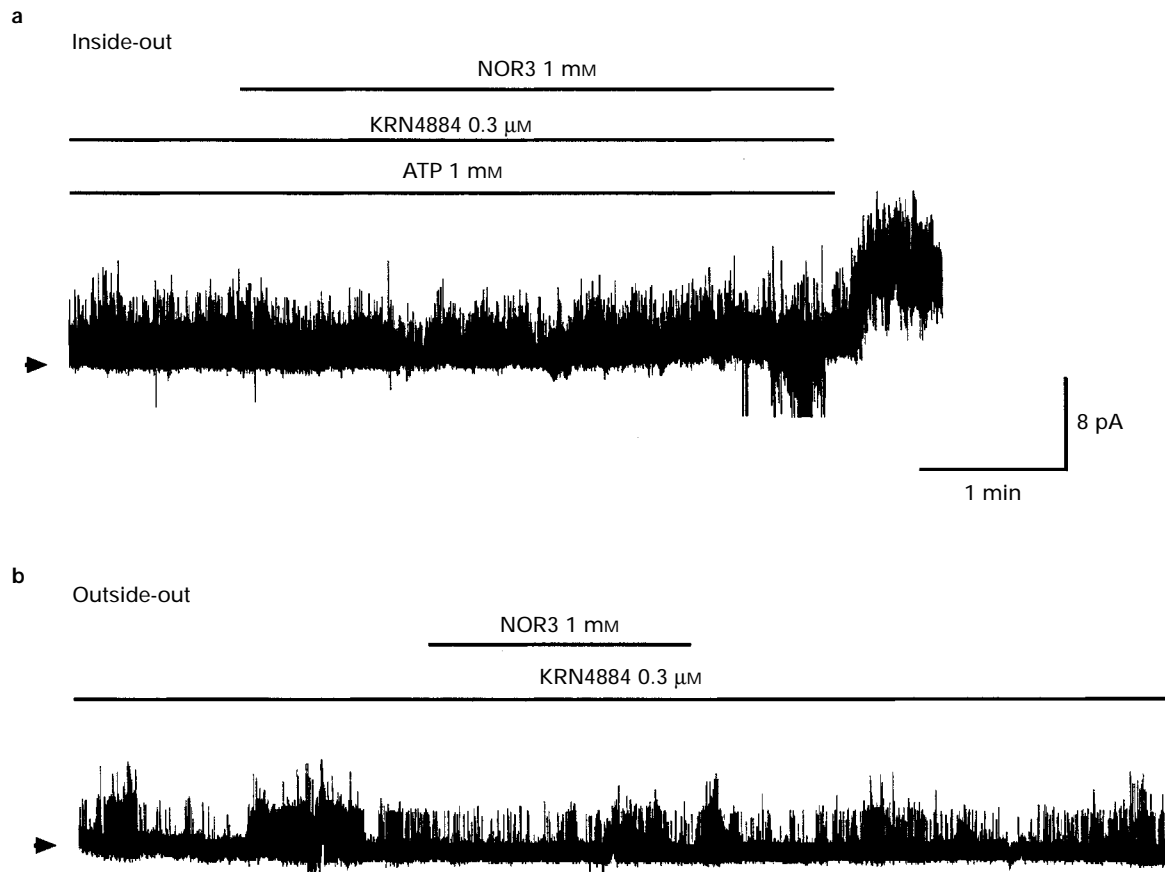 a
Inside-out
NOR3 1 mM
KRN4884 0.3 µM
ATP 1 mM
8 pA
1 min
b
Outside-out
NOR3 1 mM
KRN4884 0.3 µM